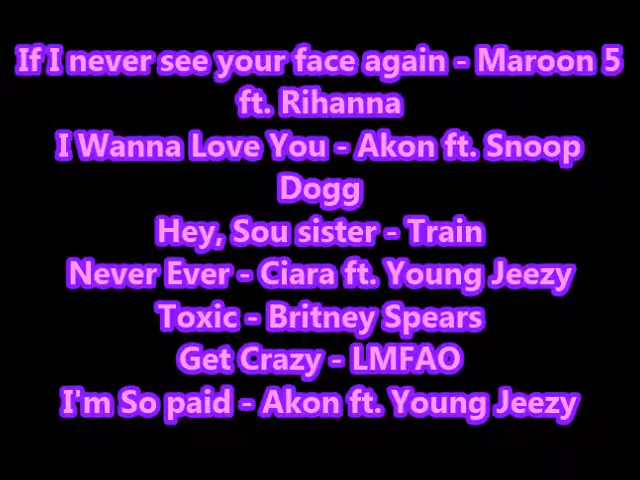 If I never see your face again - Maroon 5
ft. Rihanna
I Wanna Love You - Akon ft. Snoop
Dogg
Hey, Sou sister - Train
Never Ever - Ciara ft. Young Jeezy
Toxic - Britney Spears
Get Crazy - LMFAO
I'm So paid - Akon ft. Young Jeezy